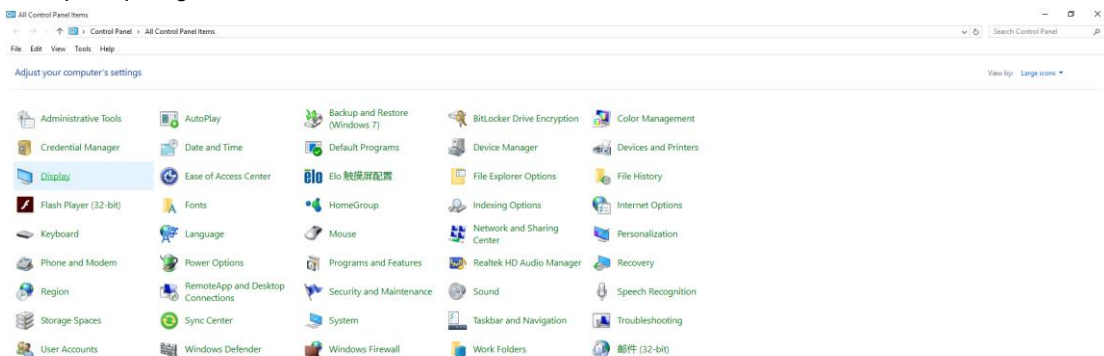 All Control Panel Items
Control Panel › All Control Panel Items
Search Control Panel
File Edit View Tools Help
Adjust your computer's settings
View by: Large icons
Administrative Tools
AutoPlay
Backup and Restore
(Windows 7)
BitLocker Drive Encryption
Color Management
Credential Manager
Date and Time
Default Programs
Device Manager
Devices and Printers
Display
Ease of Access Center
elo
Elo 触摸屏配置
File Explorer Options
File History
Flash Player (32-bit)
Fonts
HomeGroup
Indexing Options
Internet Options
Keyboard
Language
Mouse
Network and Sharing
Center
Personalization
Phone and Modem
Power Options
Programs and Features
Realtek HD Audio Manager
Recovery
Region
RemoteApp and Desktop
Connections
Security and Maintenance
Sound
Speech Recognition
Storage Spaces
Sync Center
System
Taskbar and Navigation
Troubleshooting
User Accounts
Windows Defender
Windows Firewall
Work Folders
邮件 (32-bit)